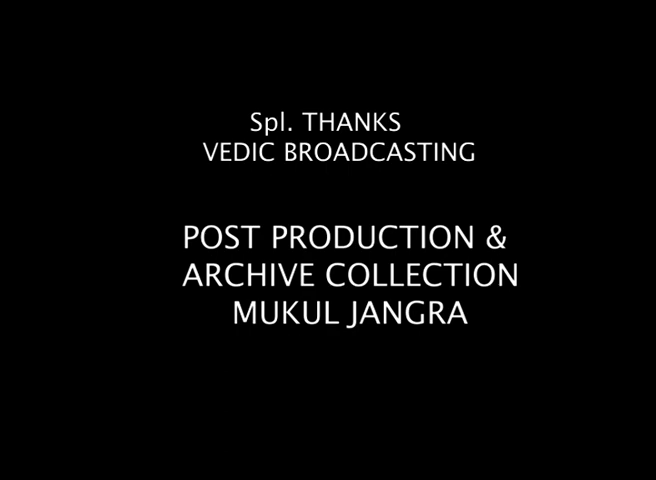 Spl. THANKS
VEDIC BROADCASTING
POST PRODUCTION &
ARCHIVE COLLECTION
MUKUL JANGRA